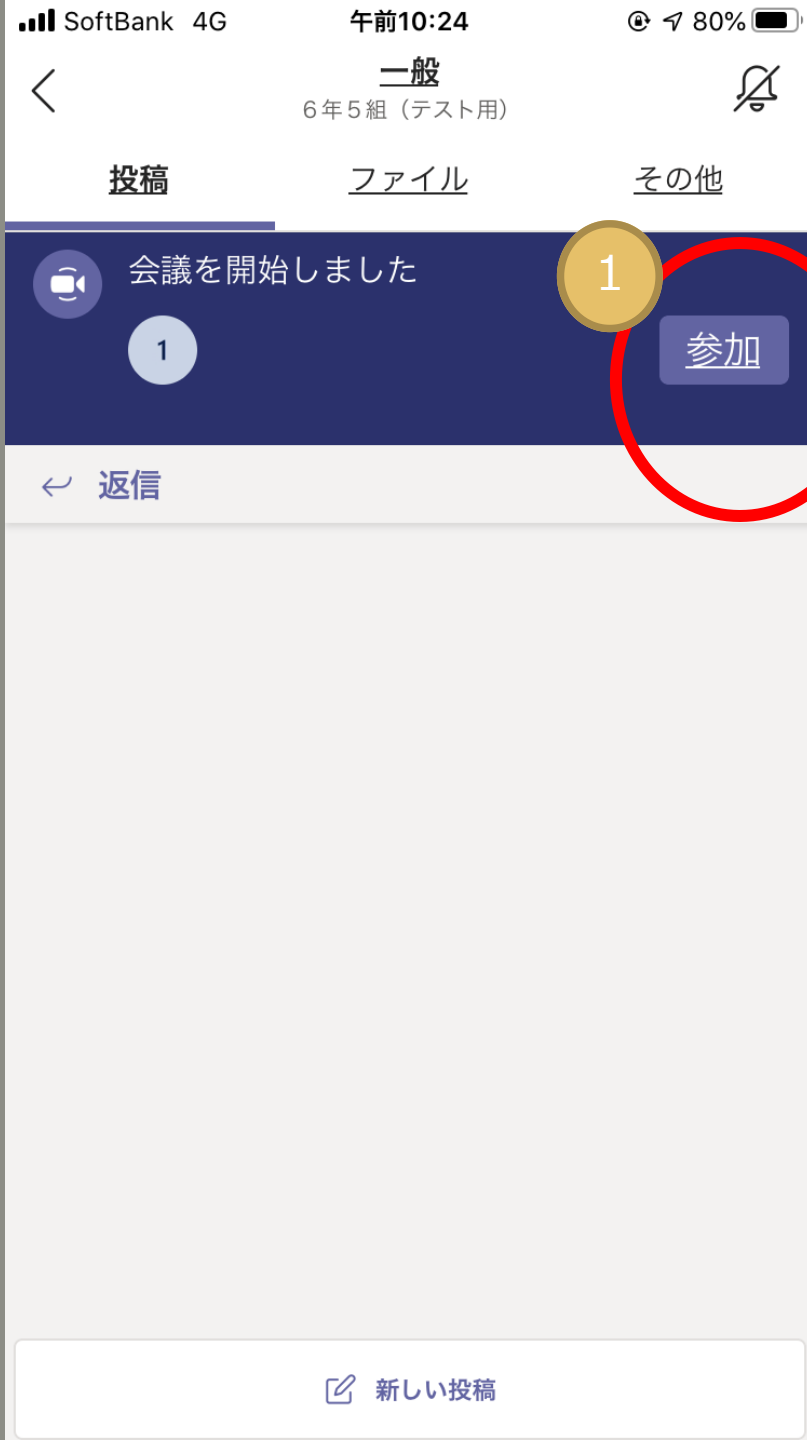 SoftBank 4G 午前10:24 80%
一般
６年５組（テスト用）
投稿 ファイル その他
会議を開始しました
1
1
参加
返信
新しい投稿